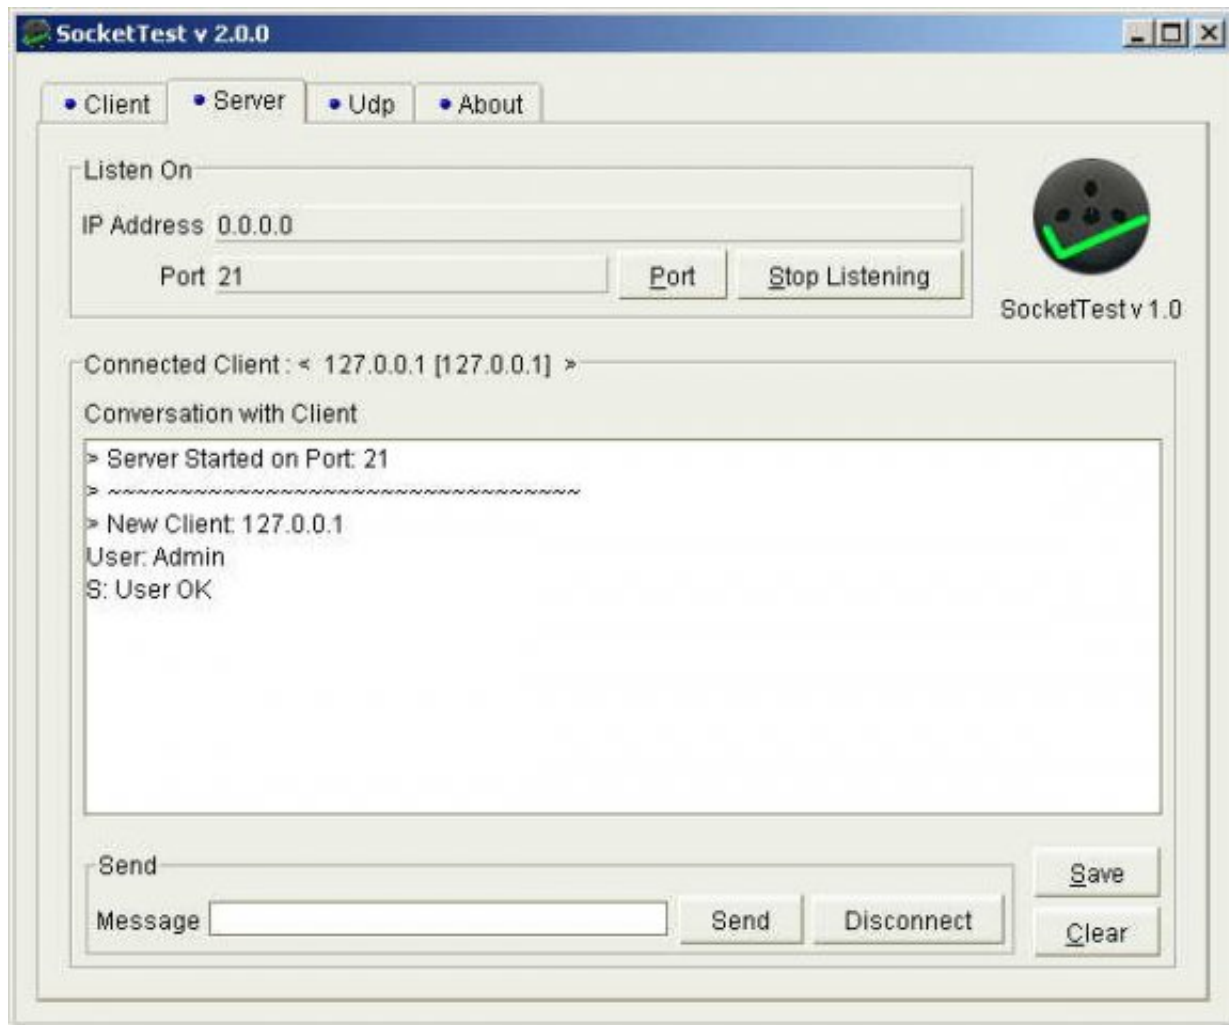 SocketTest v 2.0.0
Client Server Udp About
Listen On
IP Address 0.0.0.0
Port 21 Port Stop Listening
SocketTest v 1.0
Connected Client : < 127.0.0.1 [127.0.0.1] >
Conversation with Client
> Server Started on Port: 21
> ~~~~~~~~~~~~~~~~~~~~~~~~~~~~~~~~~
> New Client: 127.0.0.1
User: Admin
S: User OK
Send
Message Send Disconnect
Save
Clear